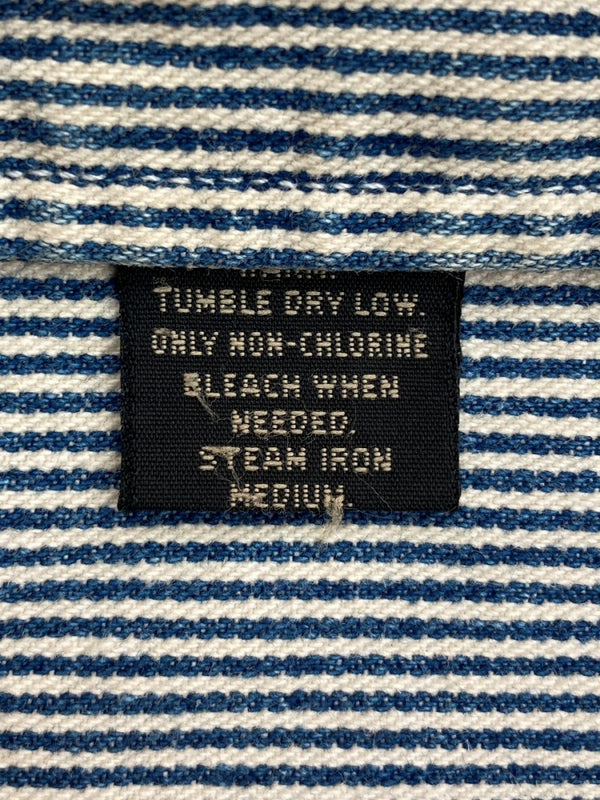 TUMBLE DRY LOW.
ONLY NON-CHLORINE
BLEACH WHEN
NEEDED.
STEAM IRON
MEDIUM.